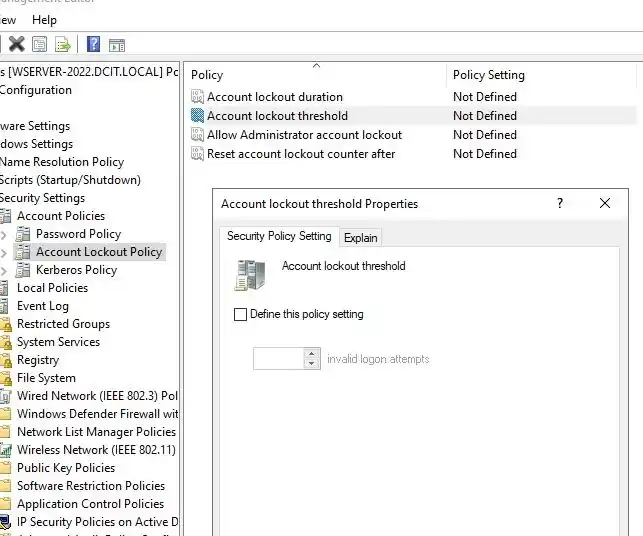 anagement Editor
ew Help
s [WSERVER-2022.DCIT.LOCAL] Pc
Configuration
ware Settings
dows Settings
Name Resolution Policy
Scripts (Startup/Shutdown)
Security Settings
Account Policies
Password Policy
Account Lockout Policy
Kerberos Policy
Local Policies
Event Log
Restricted Groups
System Services
Registry
File System
Wired Network (IEEE 802.3) Pol
Windows Defender Firewall wit
Network List Manager Policies
Wireless Network (IEEE 802.11)
Public Key Policies
Software Restriction Policies
Application Control Policies
IP Security Policies on Active D
Policy Policy Setting
Account lockout duration Not Defined
Account lockout threshold Not Defined
Allow Administrator account lockout Not Defined
Reset account lockout counter after Not Defined
Account lockout threshold Properties ?
Security Policy Setting Explain
Account lockout threshold
Define this policy setting
invalid logon attempts